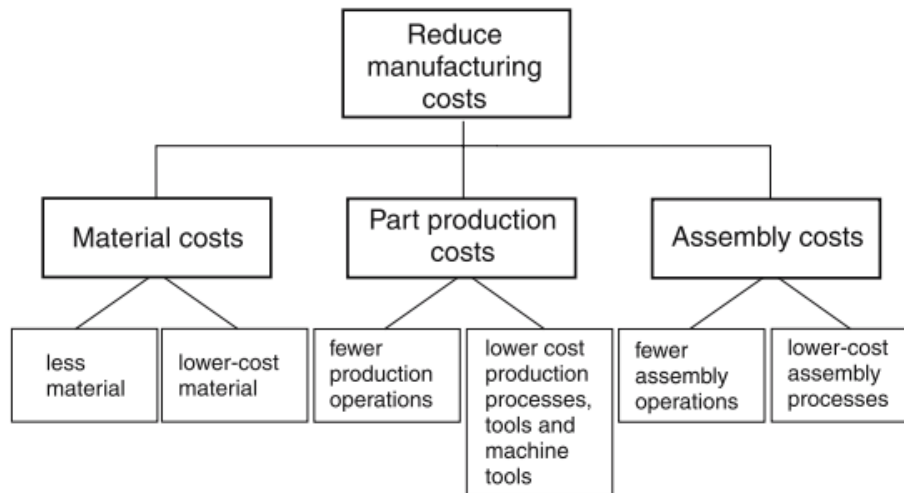 Reduce
manufacturing
costs
Material costs
Part production
costs
Assembly costs
less
material
lower-cost
material
fewer
production
operations
lower cost
production
processes,
tools and
machine
tools
fewer
assembly
operations
lower-cost
assembly
processes